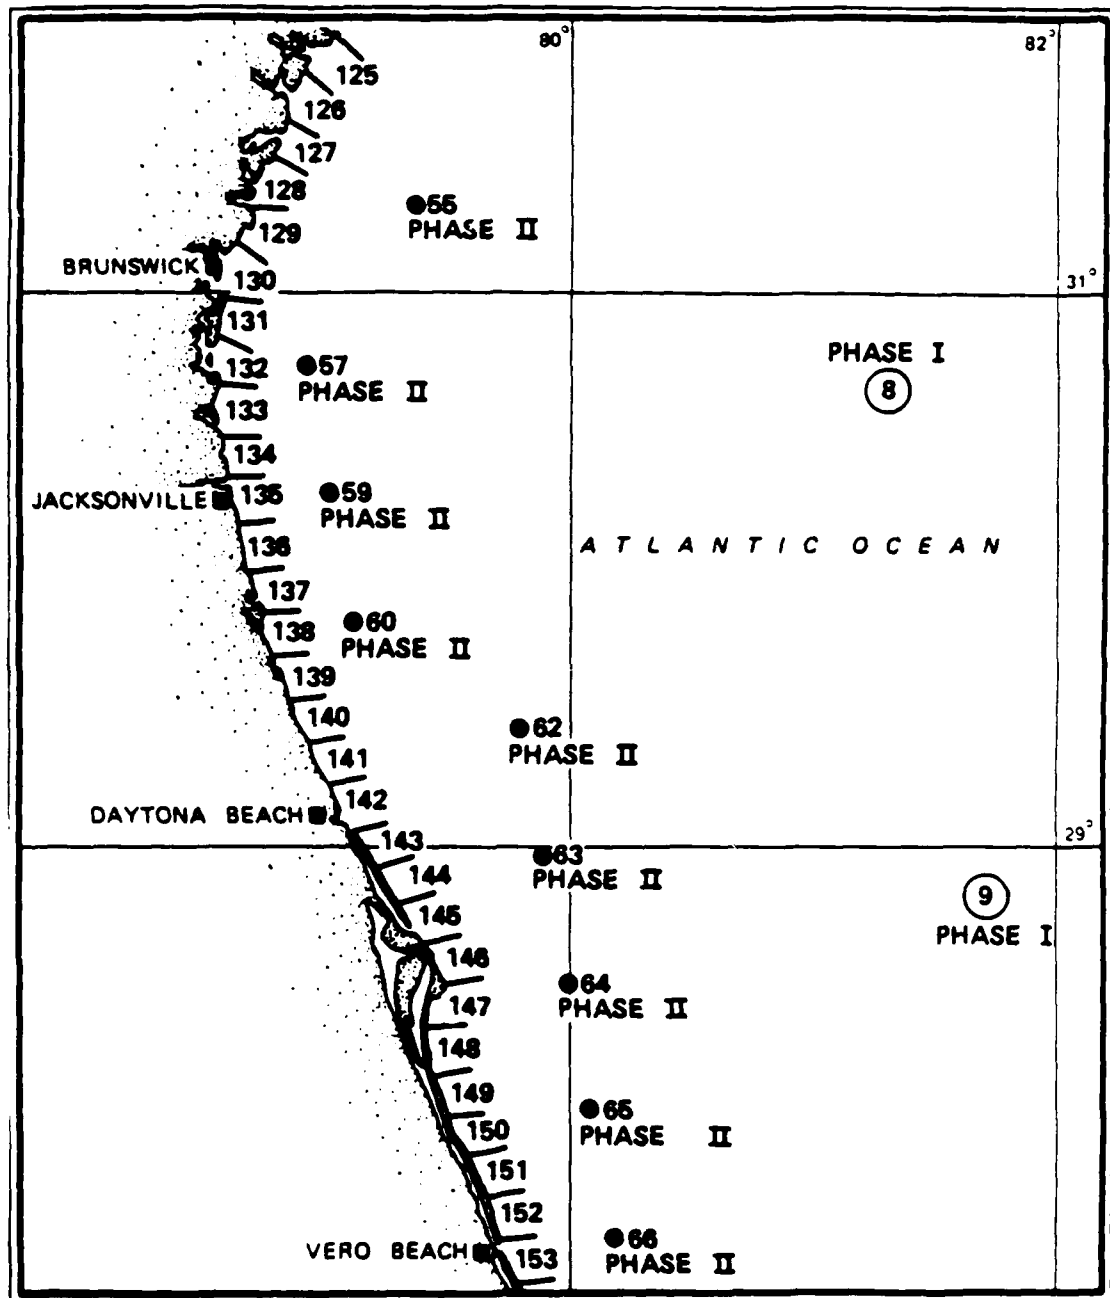 80°
82°
125
126
127
128
55
PHASE II
129
BRUNSWICK
130
31°
131
PHASE I
8
132
57
PHASE II
133
134
JACKSONVILLE
135
59
PHASE II
136
ATLANTIC OCEAN
137
138
60
PHASE II
139
140
62
PHASE II
141
142
DAYTONA BEACH
143
29°
63
PHASE II
144
9
PHASE I
145
146
64
PHASE II
147
148
149
65
PHASE II
150
151
152
66
PHASE II
VERO BEACH
153